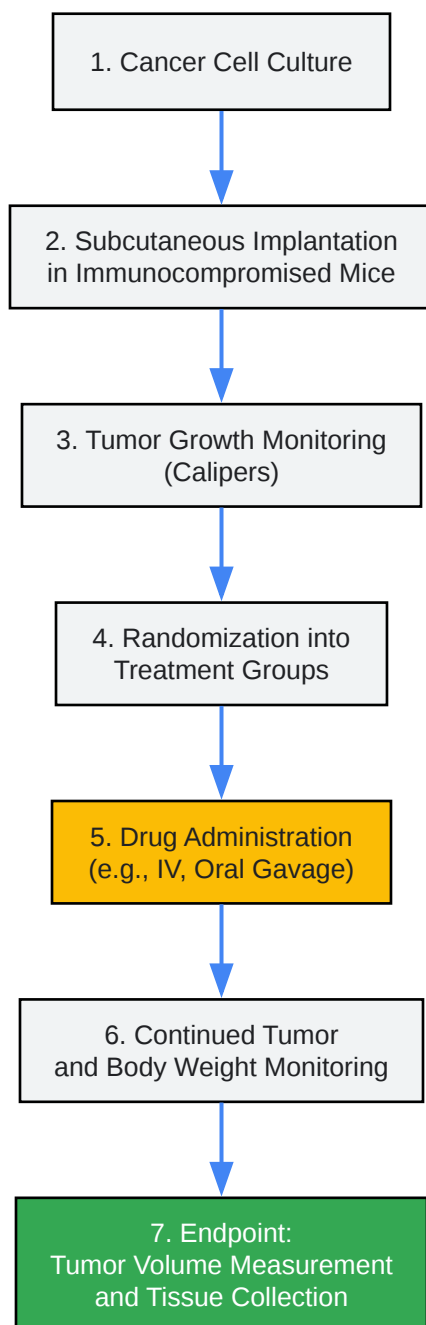 1. Cancer Cell Culture
2. Subcutaneous Implantation
in Immunocompromised Mice
3. Tumor Growth Monitoring
(Calipers)
4. Randomization into
Treatment Groups
5. Drug Administration
(e.g., IV, Oral Gavage)
6. Continued Tumor
and Body Weight Monitoring
7. Endpoint:
Tumor Volume Measurement
and Tissue Collection